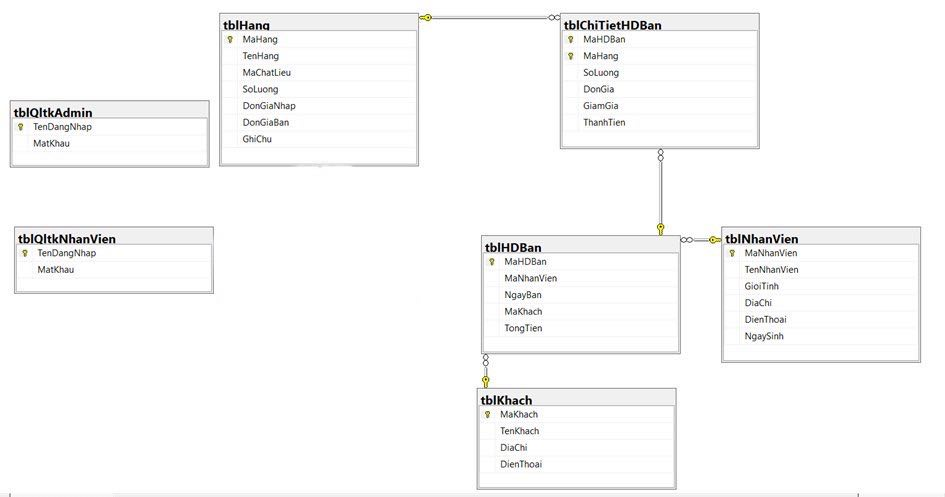 tblHang
MaHang
TenHang
MaChatLieu
SoLuong
DonGiaNhap
DonGiaBan
GhiChu
tblChiTietHDBan
MaHDBan
MaHang
SoLuong
DonGia
GiamGia
ThanhTien
tblQltkAdmin
TenDangNhap
MatKhau
tblQltkNhanVien
TenDangNhap
MatKhau
tblHDBan
MaHDBan
MaNhanVien
NgayBan
MaKhach
TongTien
tblNhanVien
MaNhanVien
TenNhanVien
GioiTinh
DiaChi
DienThoai
NgaySinh
tblKhach
MaKhach
TenKhach
DiaChi
DienThoai